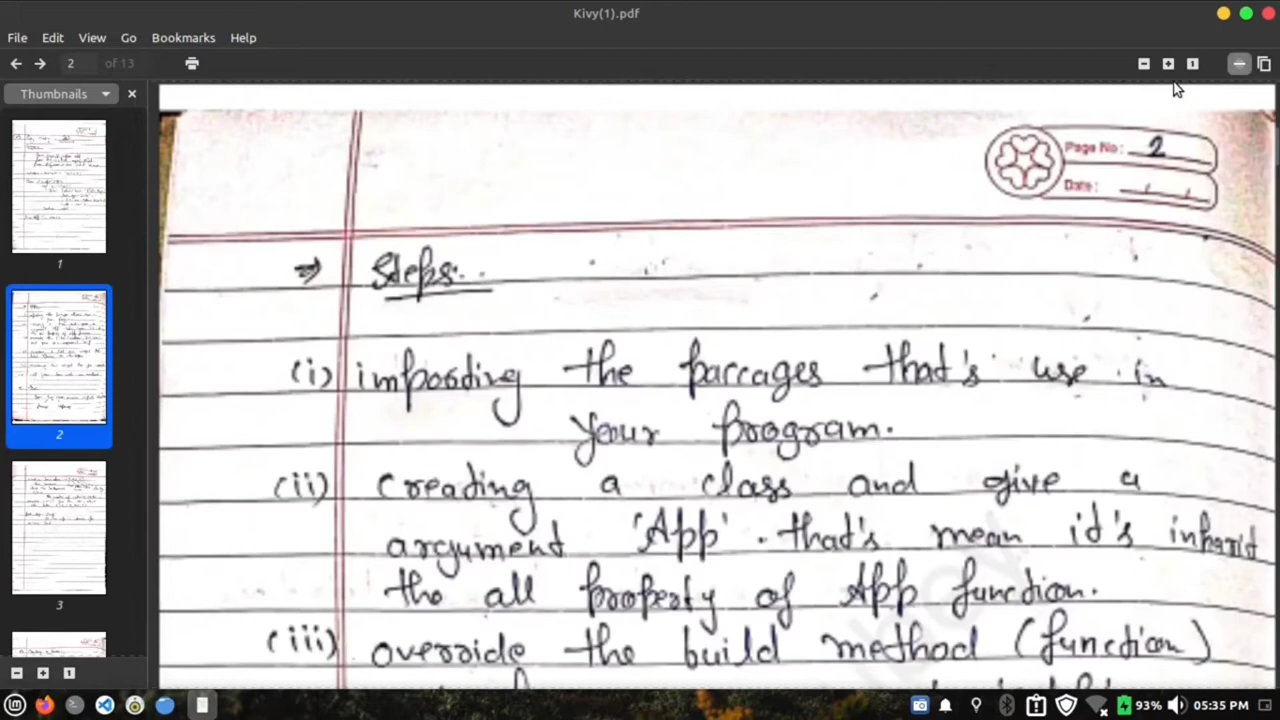 Kivy(1).pdf
File Edit View Go Bookmarks Help
2 of 13
Thumbnails
1
2
3
Page No: 2
Date:
⇒ Steps:
(i) importing the paccages that's use in
your program.
(ii) creating a class and give a
argument 'App'. that's mean it's inherit
the all property of App function.
(iii) override the build method (function)
93% 05:35 PM